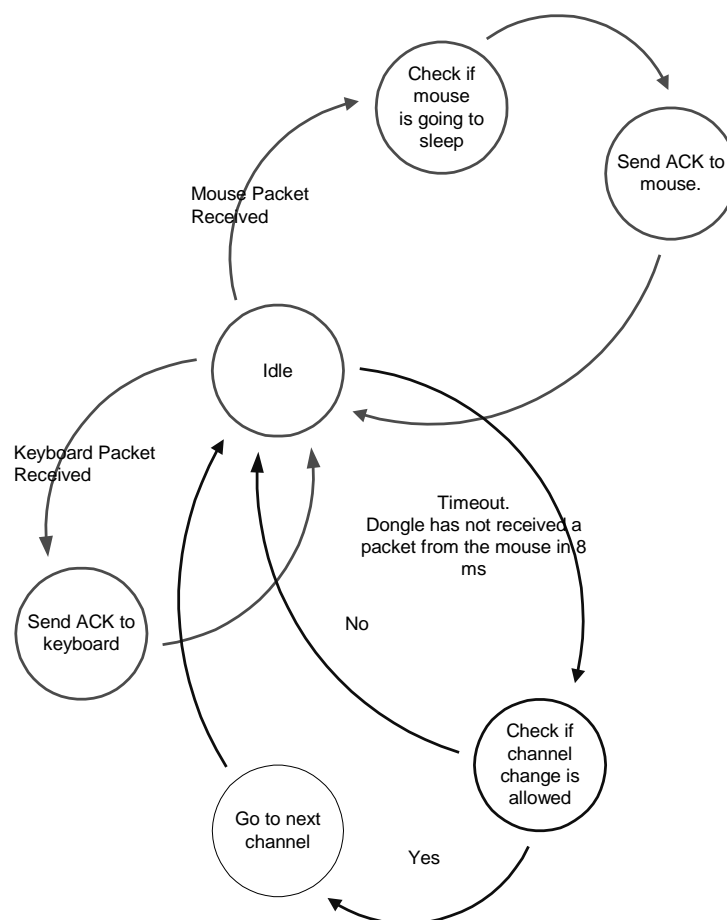 Check if
mouse
is going to
sleep
Send ACK to
mouse.
Mouse Packet
Received
Idle
Keyboard Packet
Received
Timeout.
Dongle has not received a
packet from the mouse in 8
ms
Send ACK to
keyboard
No
Check if
channel
change is
allowed
Go to next
channel
Yes